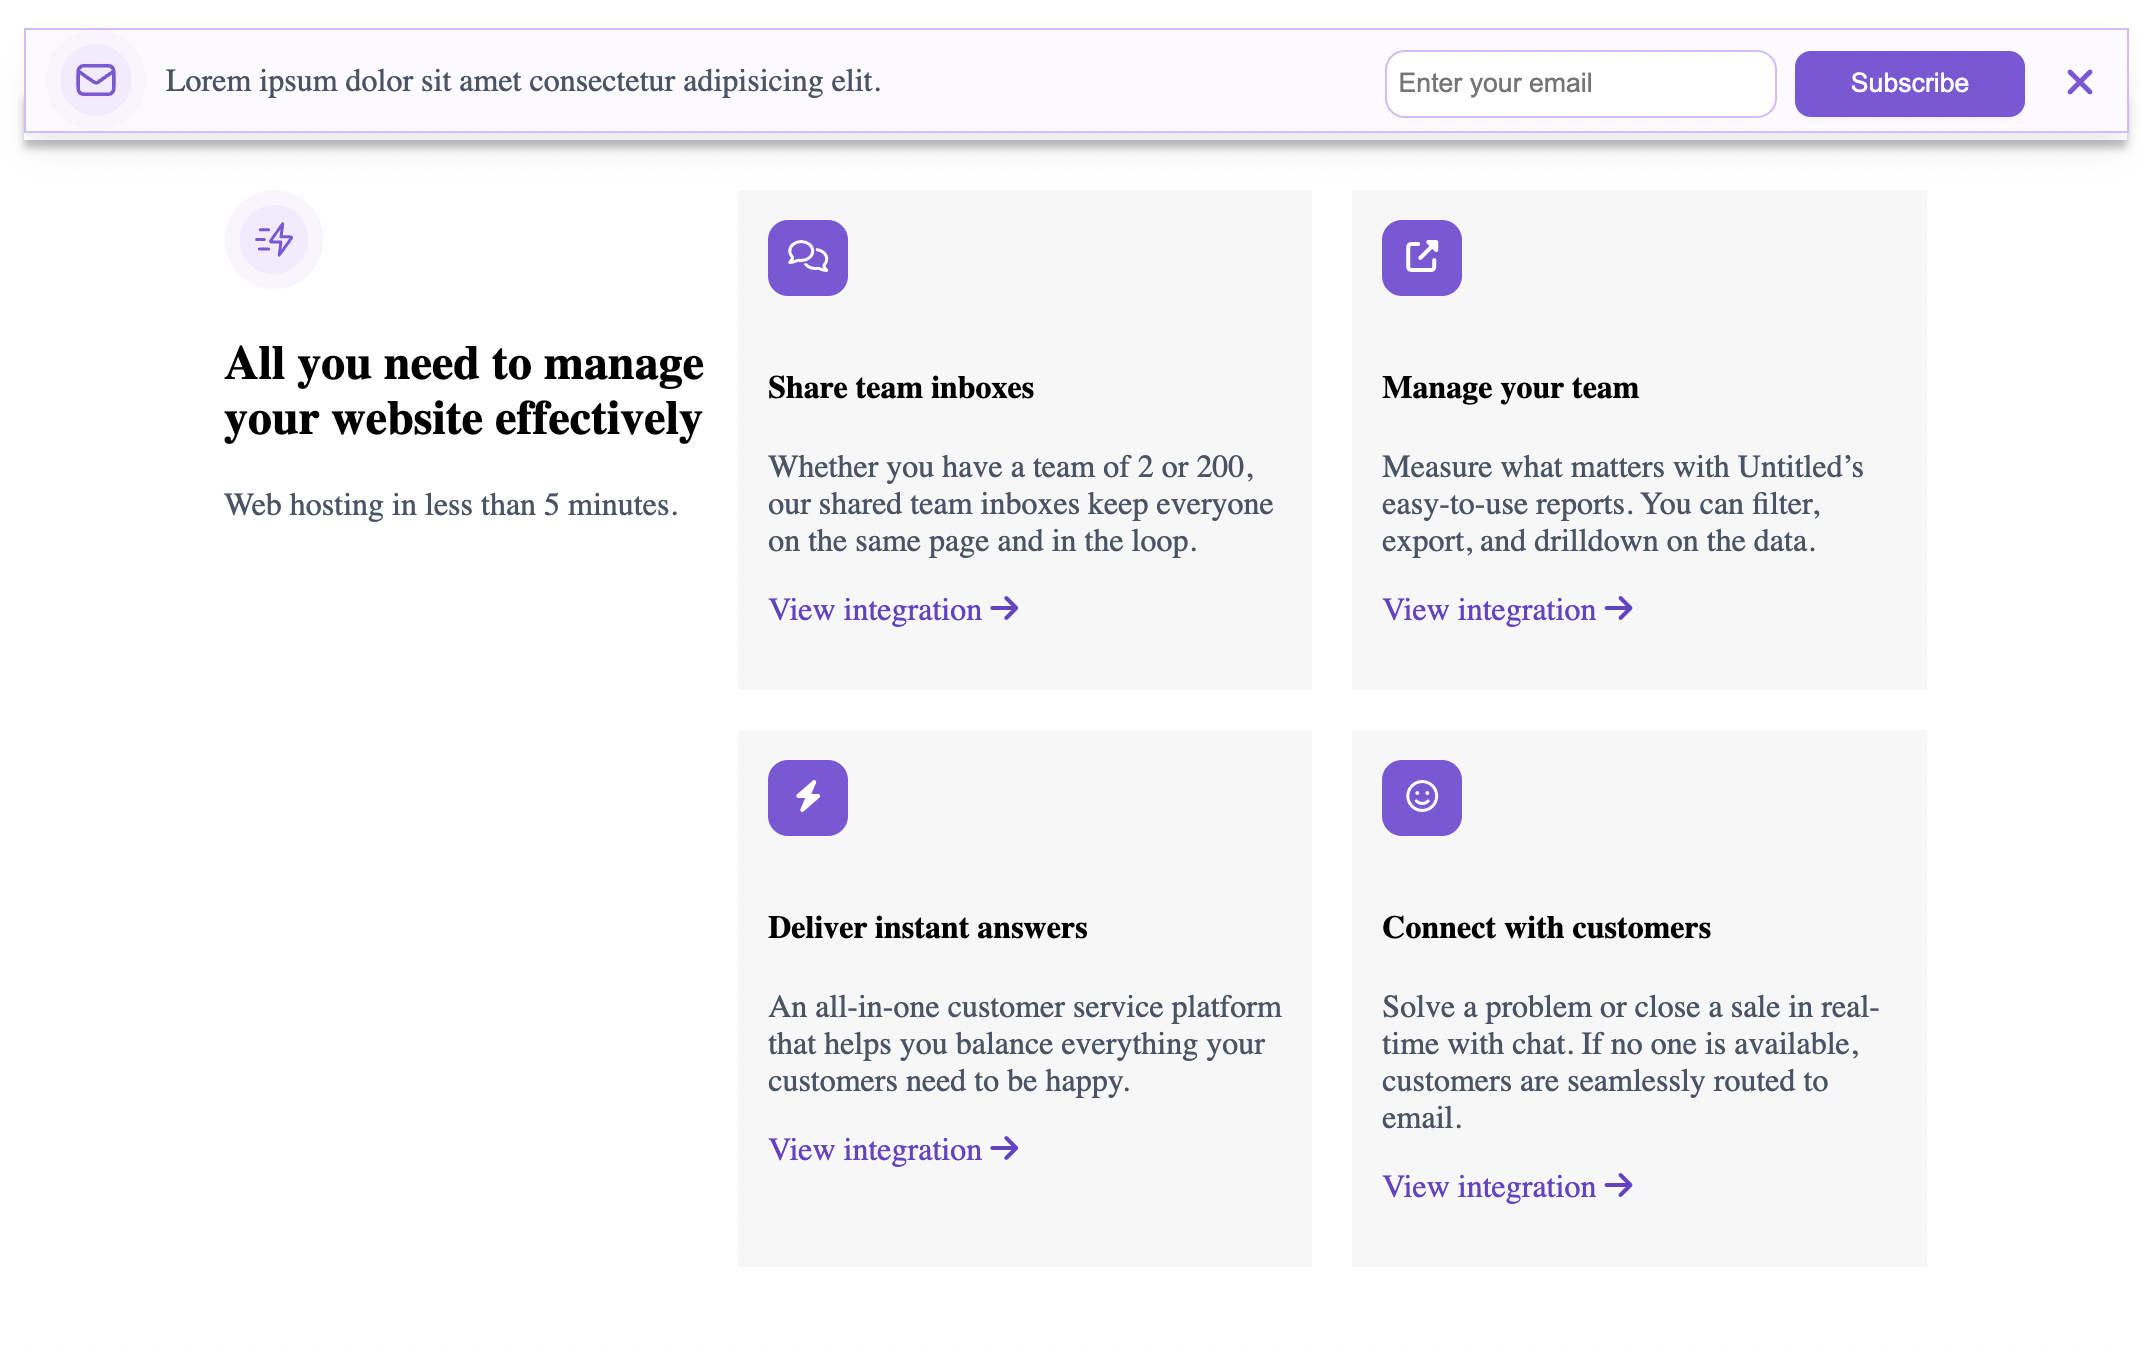 Lorem ipsum dolor sit amet consectetur adipisicing elit.
Enter your email
Subscribe
All you need to manage
your website effectively
Web hosting in less than 5 minutes.
Share team inboxes
Whether you have a team of 2 or 200,
our shared team inboxes keep everyone
on the same page and in the loop.
View integration
Manage your team
Measure what matters with Untitled’s
easy-to-use reports. You can filter,
export, and drilldown on the data.
View integration
Deliver instant answers
An all-in-one customer service platform
that helps you balance everything your
customers need to be happy.
View integration
Connect with customers
Solve a problem or close a sale in real-
time with chat. If no one is available,
customers are seamlessly routed to
email.
View integration